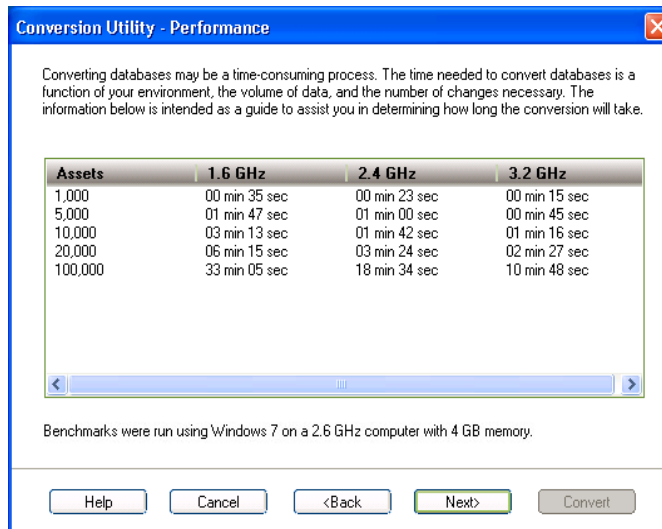 Conversion Utility - Performance
Converting databases may be a time-consuming process. The time needed to convert databases is a
function of your environment, the volume of data, and the number of changes necessary. The
information below is intended as a guide to assist you in determining how long the conversion will take.
Assets 1.6 GHz 2.4 GHz 3.2 GHz
1,000 00 min 35 sec 00 min 23 sec 00 min 15 sec
5,000 01 min 47 sec 01 min 00 sec 00 min 45 sec
10,000 03 min 13 sec 01 min 42 sec 01 min 16 sec
20,000 06 min 15 sec 03 min 24 sec 02 min 27 sec
100,000 33 min 05 sec 18 min 34 sec 10 min 48 sec
Benchmarks were run using Windows 7 on a 2.6 GHz computer with 4 GB memory.
Help Cancel <Back Next> Convert